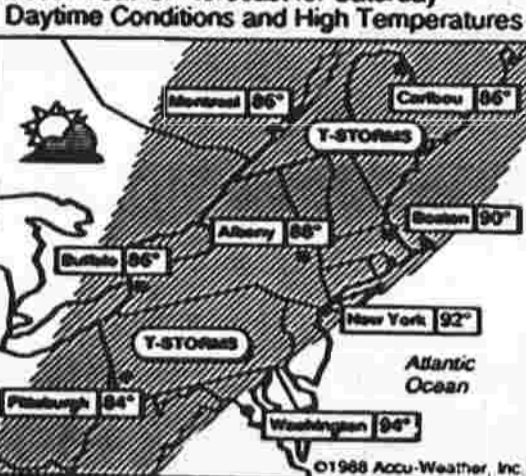 Daytime Conditions and High Temperatures
Montreal 86°
Caribou 86°
T-STORMS
Albany 88°
Boston 90°
Buffalo 86°
New York 92°
T-STORMS
Atlantic
Ocean
Pittsburgh 84°
Washington 94°
©1988 Accu-Weather, Inc.